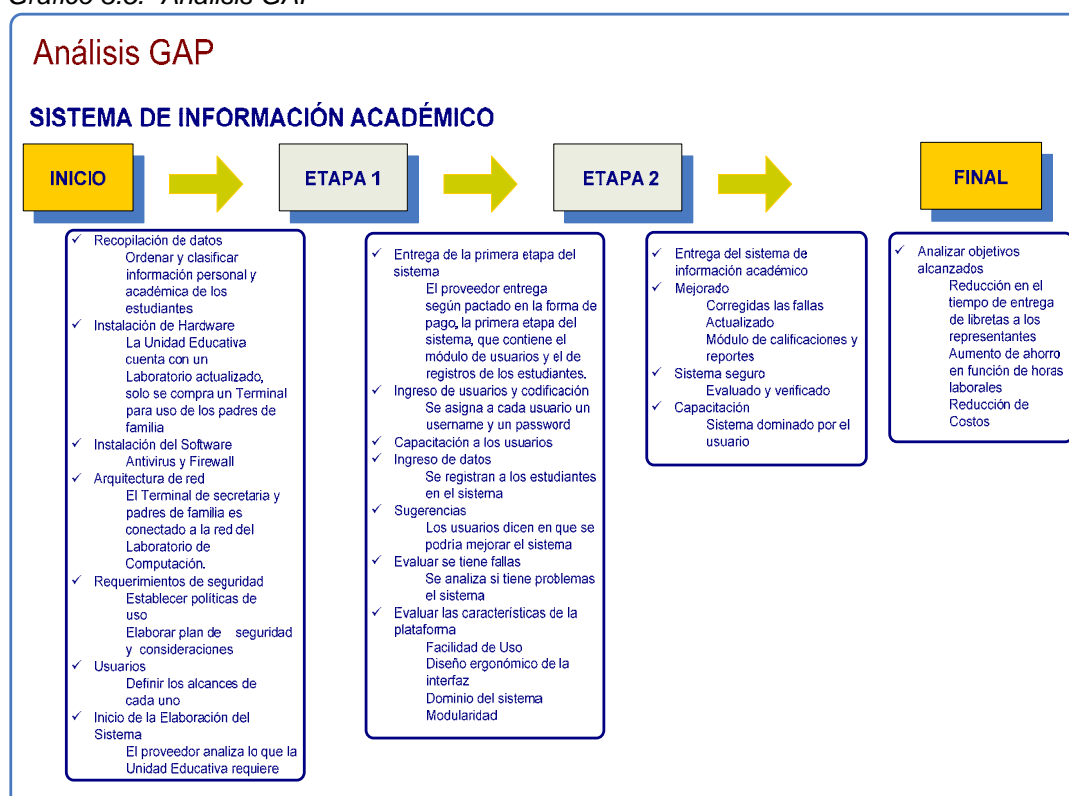 Análisis GAP
SISTEMA DE INFORMACIÓN ACADÉMICO
INICIO
ETAPA 1
ETAPA 2
FINAL
✓ Recopilación de datos
Ordenar y clasificar
información personal y
académica de los
estudiantes
✓ Instalación de Hardware
La Unidad Educativa
cuenta con un
Laboratorio actualizado,
solo se compra un Terminal
para uso de los padres de
familia
✓ Instalación del Software
Antivirus y Firewall
✓ Arquitectura de red
El Terminal de secretaria y
padres de familia es
conectado a la red del
Laboratorio de
Computación.
✓ Requerimientos de seguridad
Establecer políticas de
uso
Elaborar plan de seguridad
y consideraciones
✓ Usuarios
Definir los alcances de
cada uno
✓ Inicio de la Elaboración del
Sistema
El proveedor analiza lo que la
Unidad Educativa requiere
✓ Entrega de la primera etapa del
sistema
El proveedor entrega
según pactado en la forma de
pago, la primera etapa del
sistema, que contiene el
módulo de usuarios y el de
registros de los estudiantes.
✓ Ingreso de usuarios y codificación
Se asigna a cada usuario un
username y un password
✓ Capacitación a los usuarios
✓ Ingreso de datos
Se registran a los estudiantes
en el sistema
✓ Sugerencias
Los usuarios dicen en que se
podría mejorar el sistema
✓ Evaluar se tiene fallas
Se analiza si tiene problemas
el sistema
✓ Evaluar las características de la
plataforma
Facilidad de Uso
Diseño ergonómico de la
interfaz
Dominio del sistema
Modularidad
✓ Entrega del sistema de
información académico
✓ Mejorado
Corregidas las fallas
Actualizado
Módulo de calificaciones y
reportes
✓ Sistema seguro
Evaluado y verificado
✓ Capacitación
Sistema dominado por el
usuario
✓ Analizar objetivos
alcanzados
Reducción en el
tiempo de entrega
de libretas a los
representantes
Aumento de ahorro
en función de horas
laborales
Reducción de
Costos